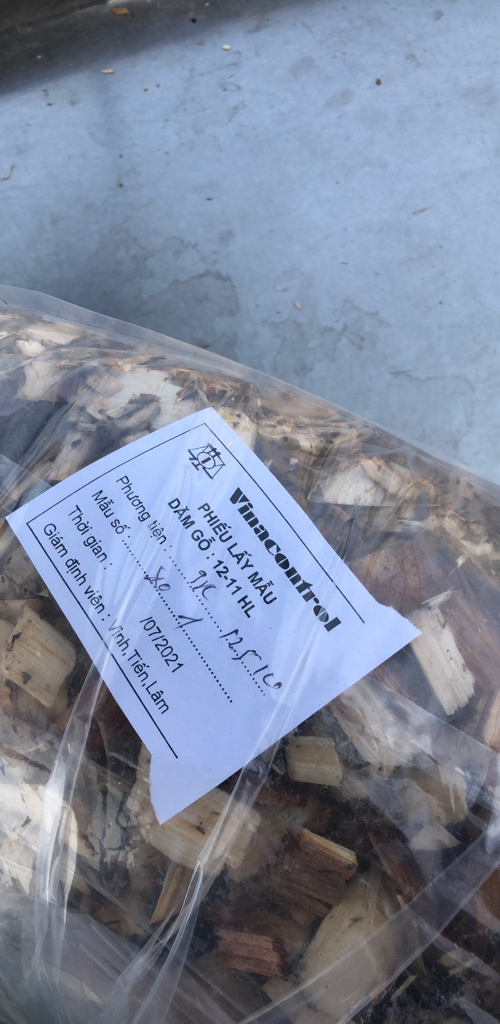 Vinacontrol
PHIẾU LẤY MẪU
DĂM GỖ : 12-11 HL
Phương tiện :
Mẫu số :
Thời gian : /07/2021
Giám định viên : Vinh,Tiến,Lâm